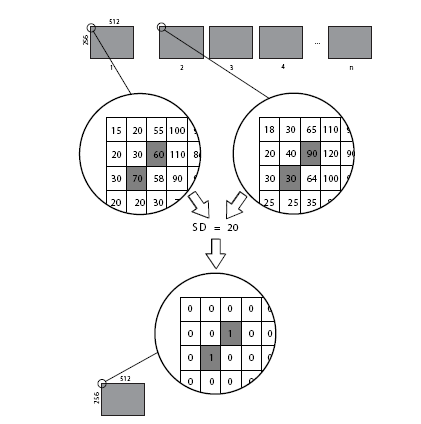 512
256
1 2 3 4 ... n
15 20 55 100
20 30 60 110 8
30 70 58 90
20 20 30
18 30 65 110
20 40 90 120 90
30 30 64 100
25 25 35
SD = 20
0 0 0 0 0
0 0 1 0 0
0 1 0 0 0
0 0 0 0
512
256